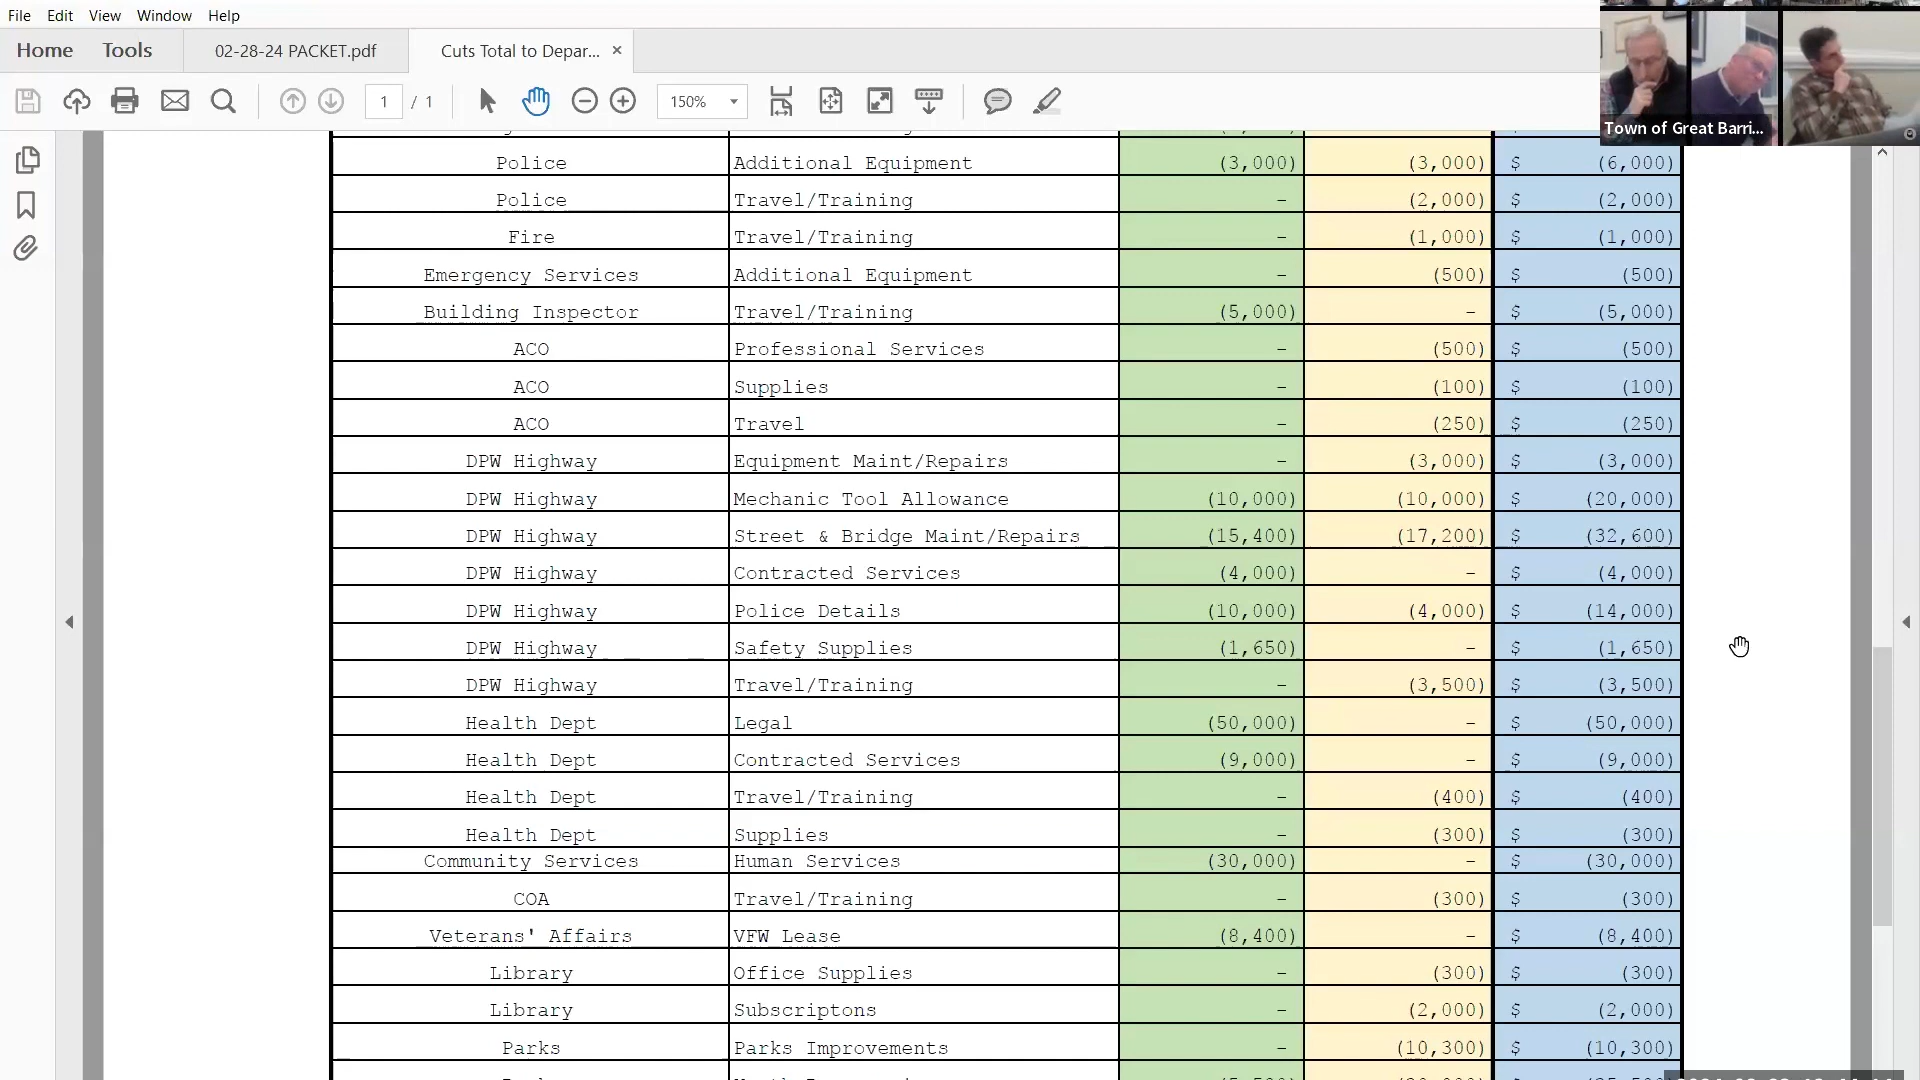 File Edit View Window Help
Home Tools 02-28-24 PACKET.pdf Cuts Total to Depar... ×
1 / 1 150%
Town of Great Barri...
Police Additional Equipment (3,000) (3,000) $ (6,000)
Police Travel/Training - (2,000) $ (2,000)
Fire Travel/Training - (1,000) $ (1,000)
Emergency Services Additional Equipment - (500) $ (500)
Building Inspector Travel/Training (5,000) - $ (5,000)
ACO Professional Services - (500) $ (500)
ACO Supplies - (100) $ (100)
ACO Travel - (250) $ (250)
DPW Highway Equipment Maint/Repairs - (3,000) $ (3,000)
DPW Highway Mechanic Tool Allowance (10,000) (10,000) $ (20,000)
DPW Highway Street & Bridge Maint/Repairs (15,400) (17,200) $ (32,600)
DPW Highway Contracted Services (4,000) - $ (4,000)
DPW Highway Police Details (10,000) (4,000) $ (14,000)
DPW Highway Safety Supplies (1,650) - $ (1,650)
DPW Highway Travel/Training - (3,500) $ (3,500)
Health Dept Legal (50,000) - $ (50,000)
Health Dept Contracted Services (9,000) - $ (9,000)
Health Dept Travel/Training - (400) $ (400)
Health Dept Supplies - (300) $ (300)
Community Services Human Services (30,000) - $ (30,000)
COA Travel/Training - (300) $ (300)
Veterans' Affairs VFW Lease (8,400) - $ (8,400)
Library Office Supplies - (300) $ (300)
Library Subscriptons - (2,000) $ (2,000)
Parks Parks Improvements - (10,300) $ (10,300)